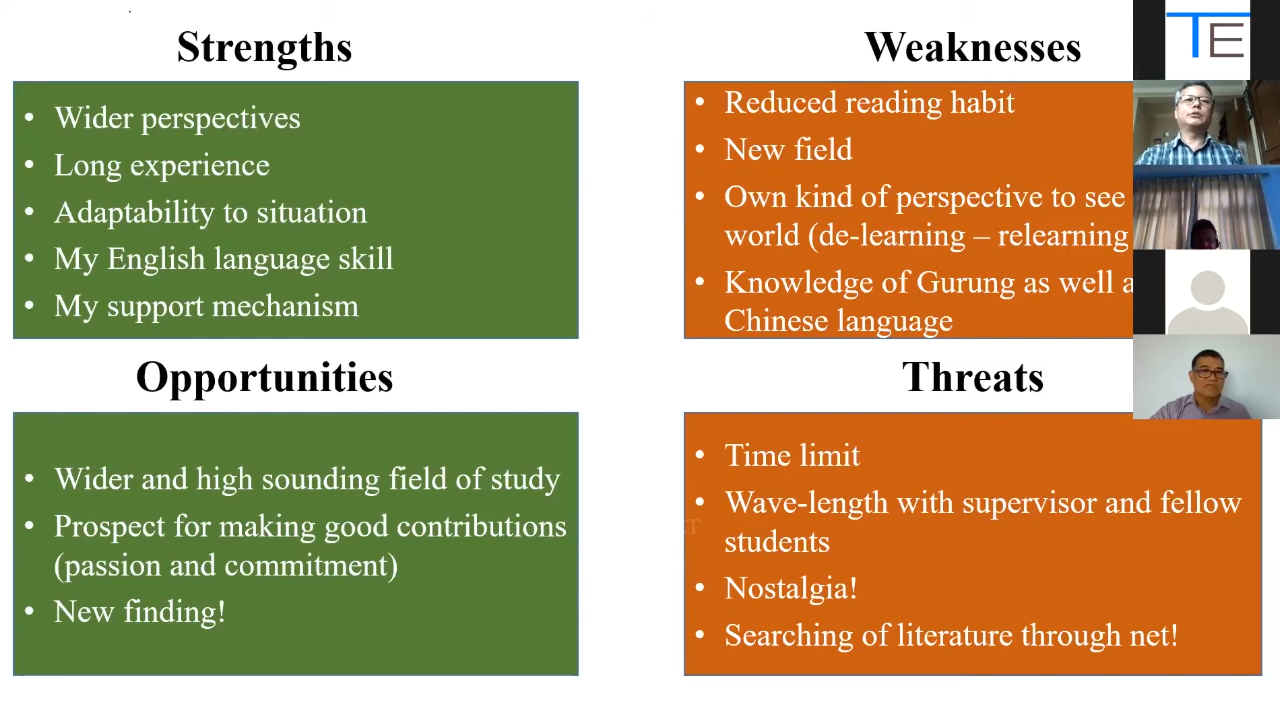 Strengths
• Wider perspectives
• Long experience
• Adaptability to situation
• My English language skill
• My support mechanism
Weaknesses
• Reduced reading habit
• New field
• Own kind of perspective to see
world (de-learning – relearning
• Knowledge of Gurung as well
Chinese language
Opportunities
• Wider and high sounding field of study
• Prospect for making good contributions
(passion and commitment)
• New finding!
Threats
• Time limit
• Wave-length with supervisor and fellow
students
• Nostalgia!
• Searching of literature through net!
TE